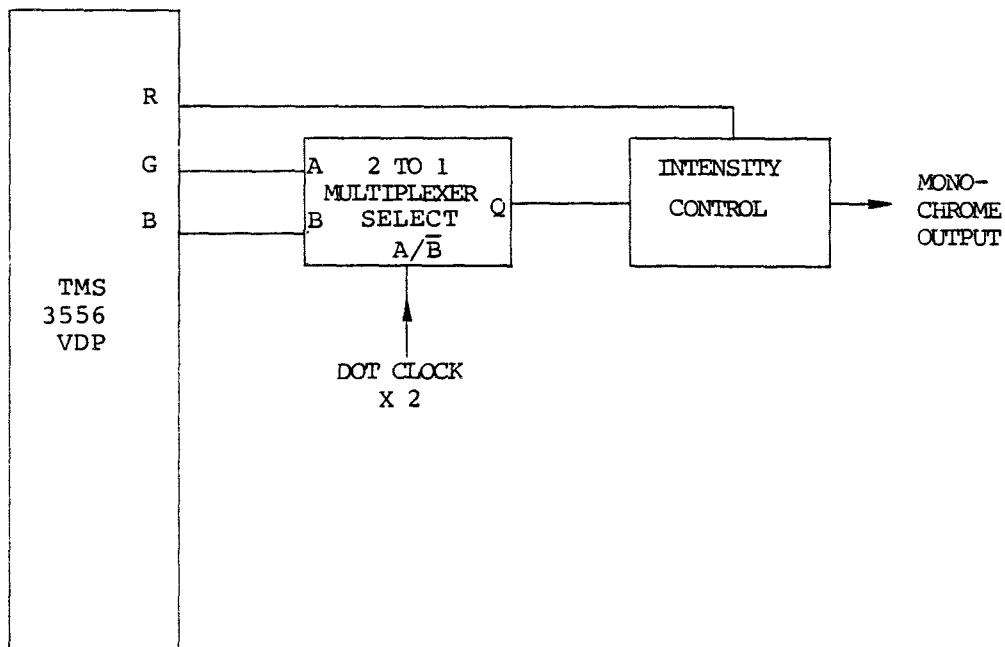 R
G
B
TMS
3556
VDP
A 2 TO 1
MULTIPLEXER
B SELECT Q
A/B̅
DOT CLOCK
X 2
INTENSITY
CONTROL
MONO-
CHROME
OUTPUT